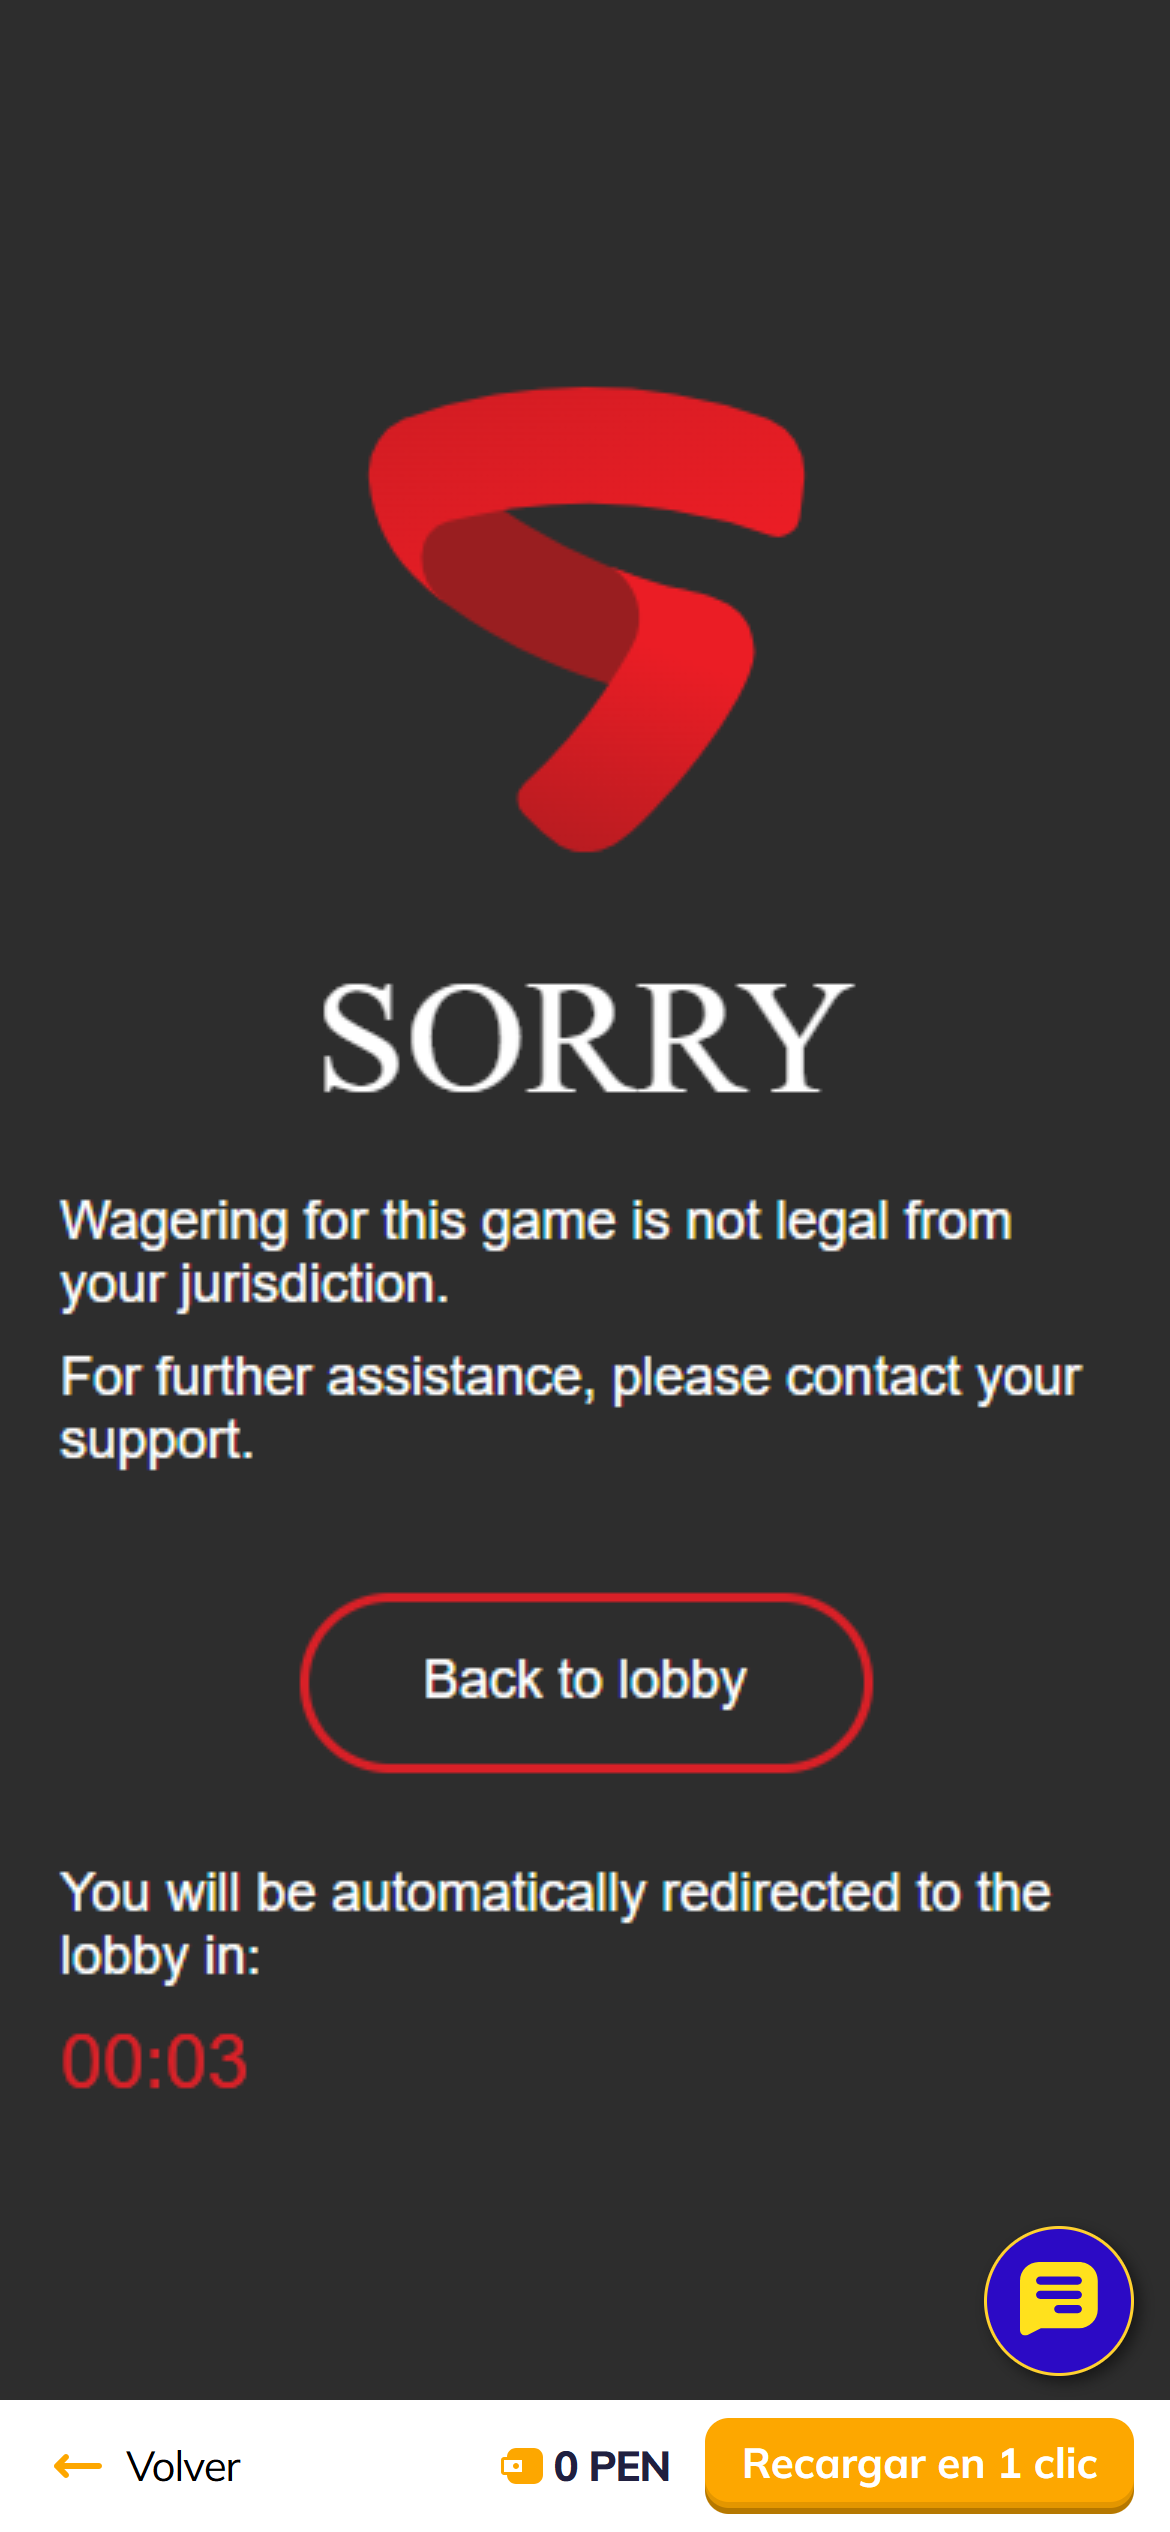 SORRY
Wagering for this game is not legal from
your jurisdiction.
For further assistance, please contact your
support.
Back to lobby
You will be automatically redirected to the
lobby in:
00:03
Volver
0 PEN
Recargar en 1 clic